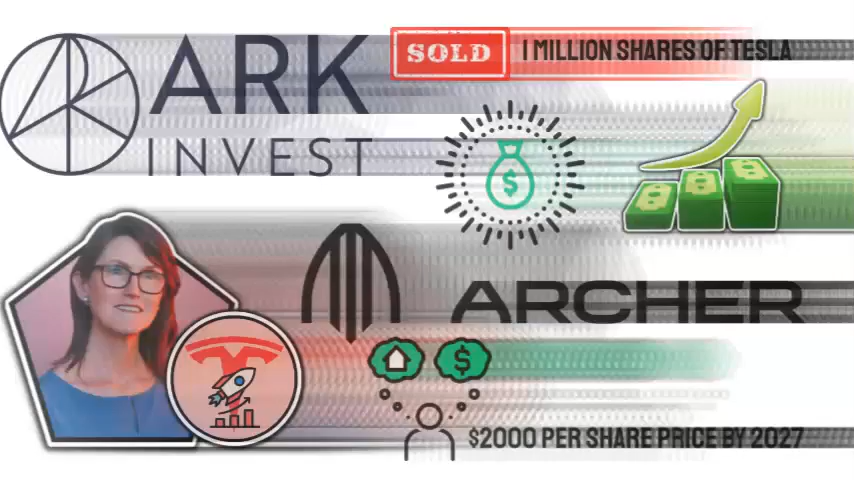 ARK
INVEST
SOLD 1 MILLION SHARES OF TESLA
$
ARCHER
$
$2000 PER SHARE PRICE BY 2027